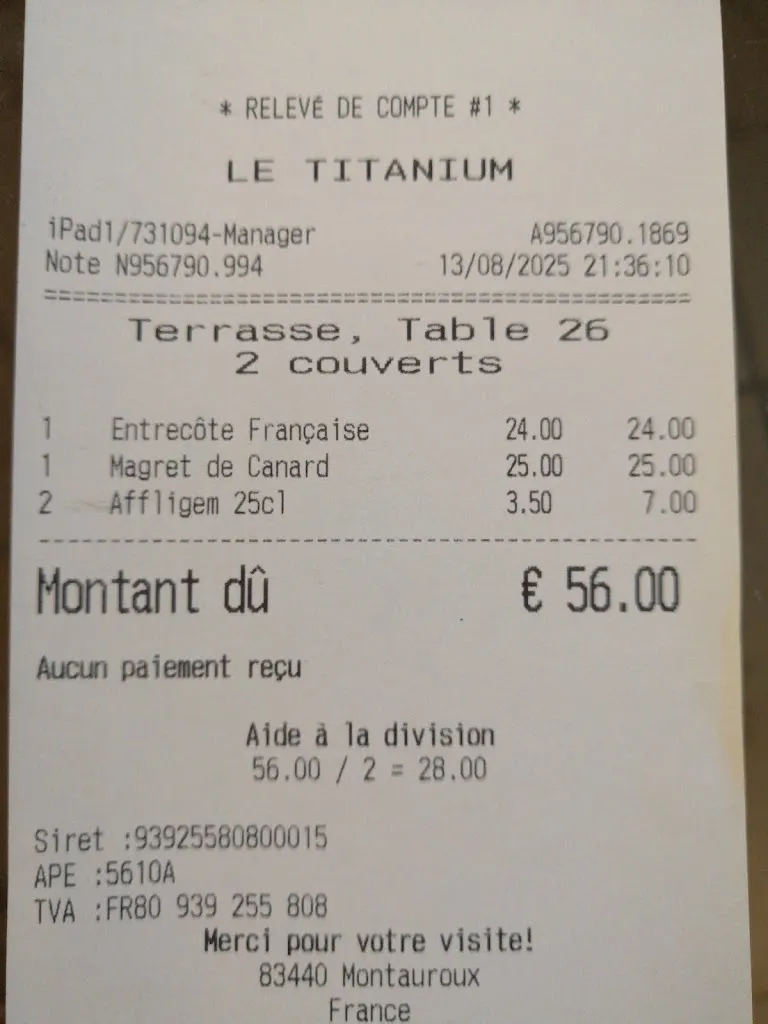 * RELEVÉ DE COMPTE #1 *
LE TITANIUM
iPad1/731094-Manager A956790.1869
Note N956790.994 13/08/2025 21:36:10
Terrasse, Table 26
2 couverts
1 Entrecôte Française 24.00 24.00
1 Magret de Canard 25.00 25.00
2 Affligem 25cl 3.50 7.00
Montant dû € 56.00
Aucun paiement reçu
Aide à la division
56.00 / 2 = 28.00
Siret :93925580800015
APE :5610A
TVA :FR80 939 255 808
Merci pour votre visite!
83440 Montauroux
France